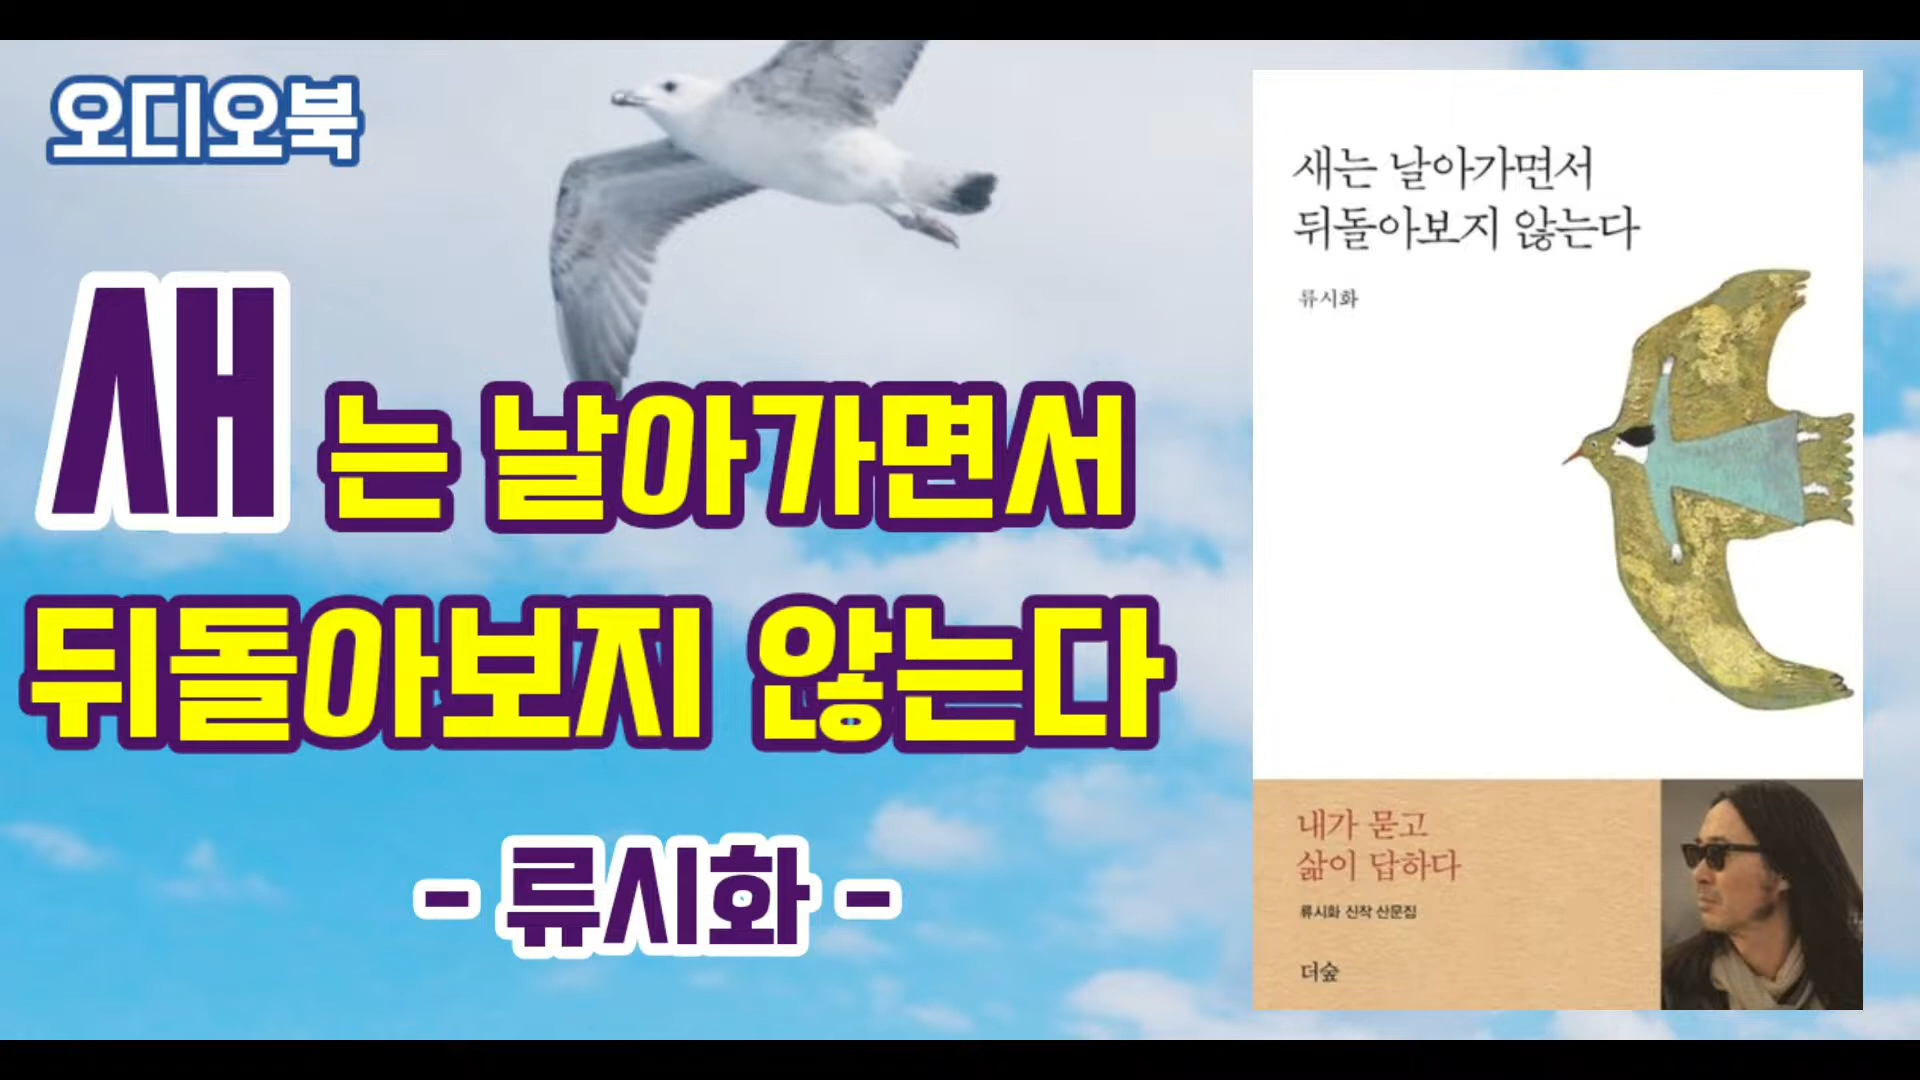 오디오북
새는 날아가면서
뒤돌아보지 않는다
- 류시화 -
새는 날아가면서
뒤돌아보지 않는다
류시화
내가 묻고
삶이 답하다
류시화 신작 산문집
더숲